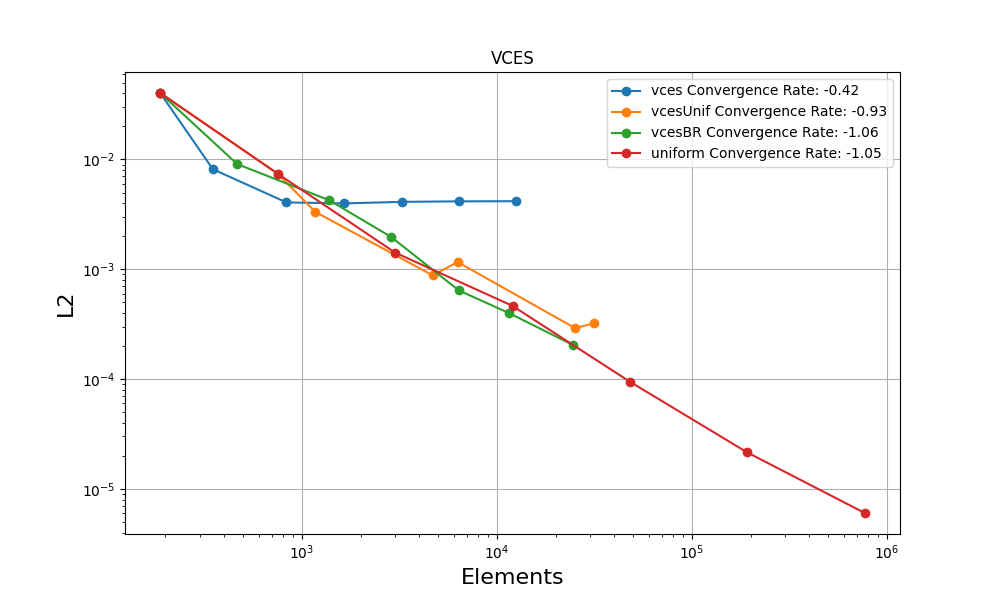 VCES
vces Convergence Rate: -0.42
vcesUnif Convergence Rate: -0.93
vcesBR Convergence Rate: -1.06
uniform Convergence Rate: -1.05
L2
10⁻²
10⁻³
10⁻⁴
10⁻⁵
10³ 10⁴ 10⁵ 10⁶
Elements